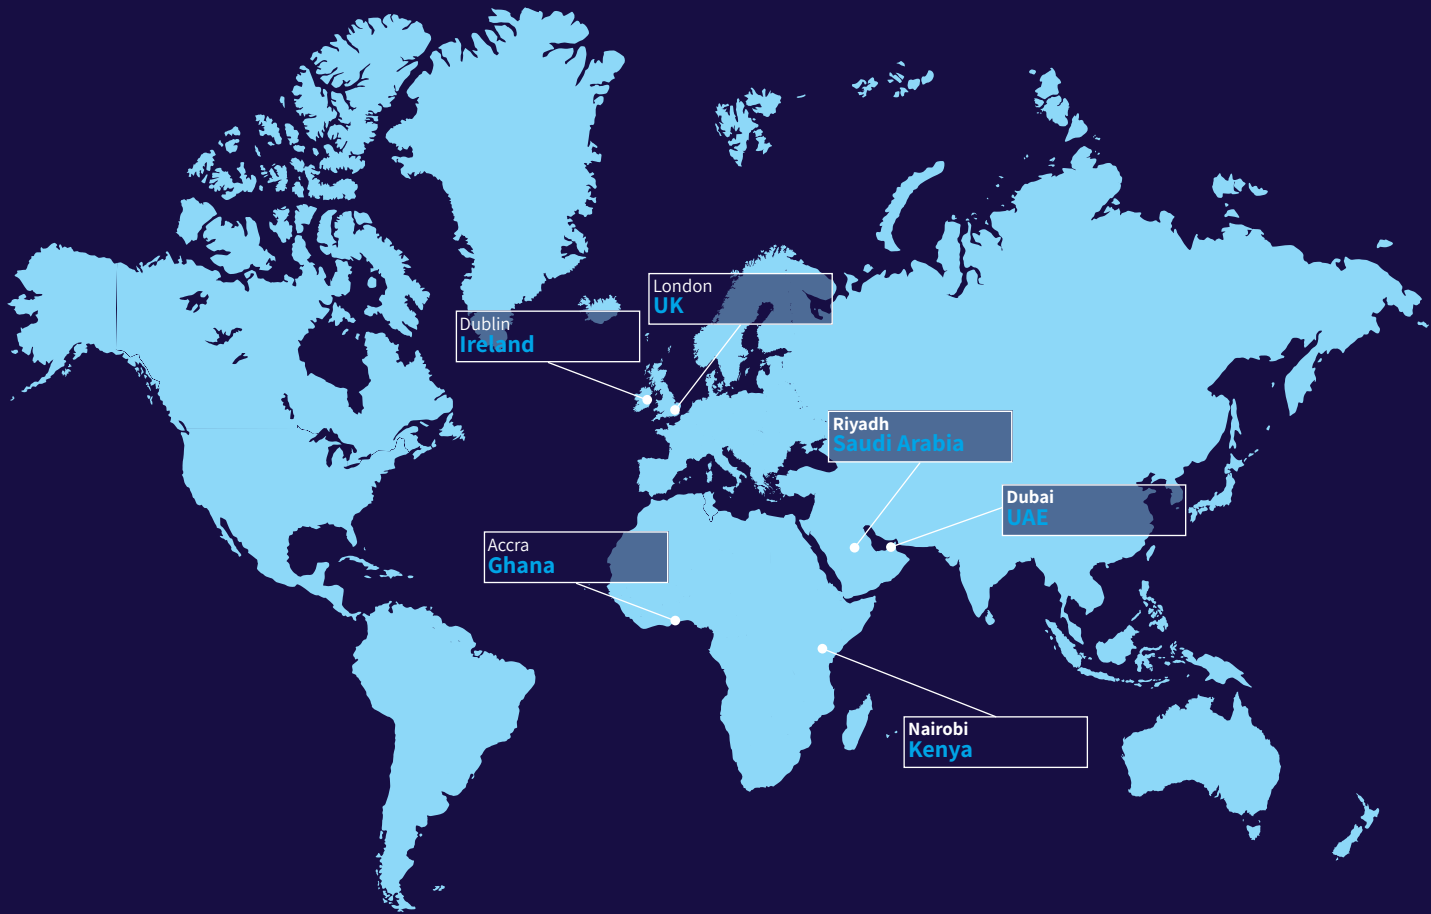 London
UK
Dublin
Ireland
Riyadh
Saudi Arabia
Dubai
UAE
Accra
Ghana
Nairobi
Kenya